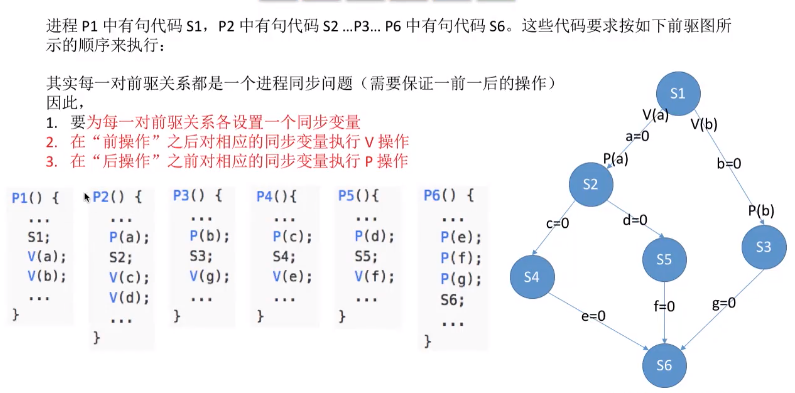 进程 P1 中有句代码 S1，P2 中有句代码 S2 ...P3... P6 中有句代码 S6。这些代码要求按如下前驱图所
示的顺序来执行：
其实每一对前驱关系都是一个进程同步问题（需要保证一前一后的操作）
因此，
1. 要为每一对前驱关系各设置一个同步变量
2. 在“前操作”之后对相应的同步变量执行 V 操作
3. 在“后操作”之前对相应的同步变量执行 P 操作
P1() {
...
S1;
V(a);
V(b);
...
}
P2() {
...
P(a);
S2;
V(c);
V(d);
...
}
P3() {
...
P(b);
S3;
V(g);
...
}
P4(){
...
P(c);
S4;
V(e);
...
}
P5(){
...
P(d);
S5;
V(f);
...
}
P6() {
...
P(e);
P(f);
P(g);
S6;
...
}
S1
V(a)
V(b)
a=0
b=0
P(a)
S2
P(b)
c=0
d=0
S3
S4
S5
e=0
f=0
g=0
S6